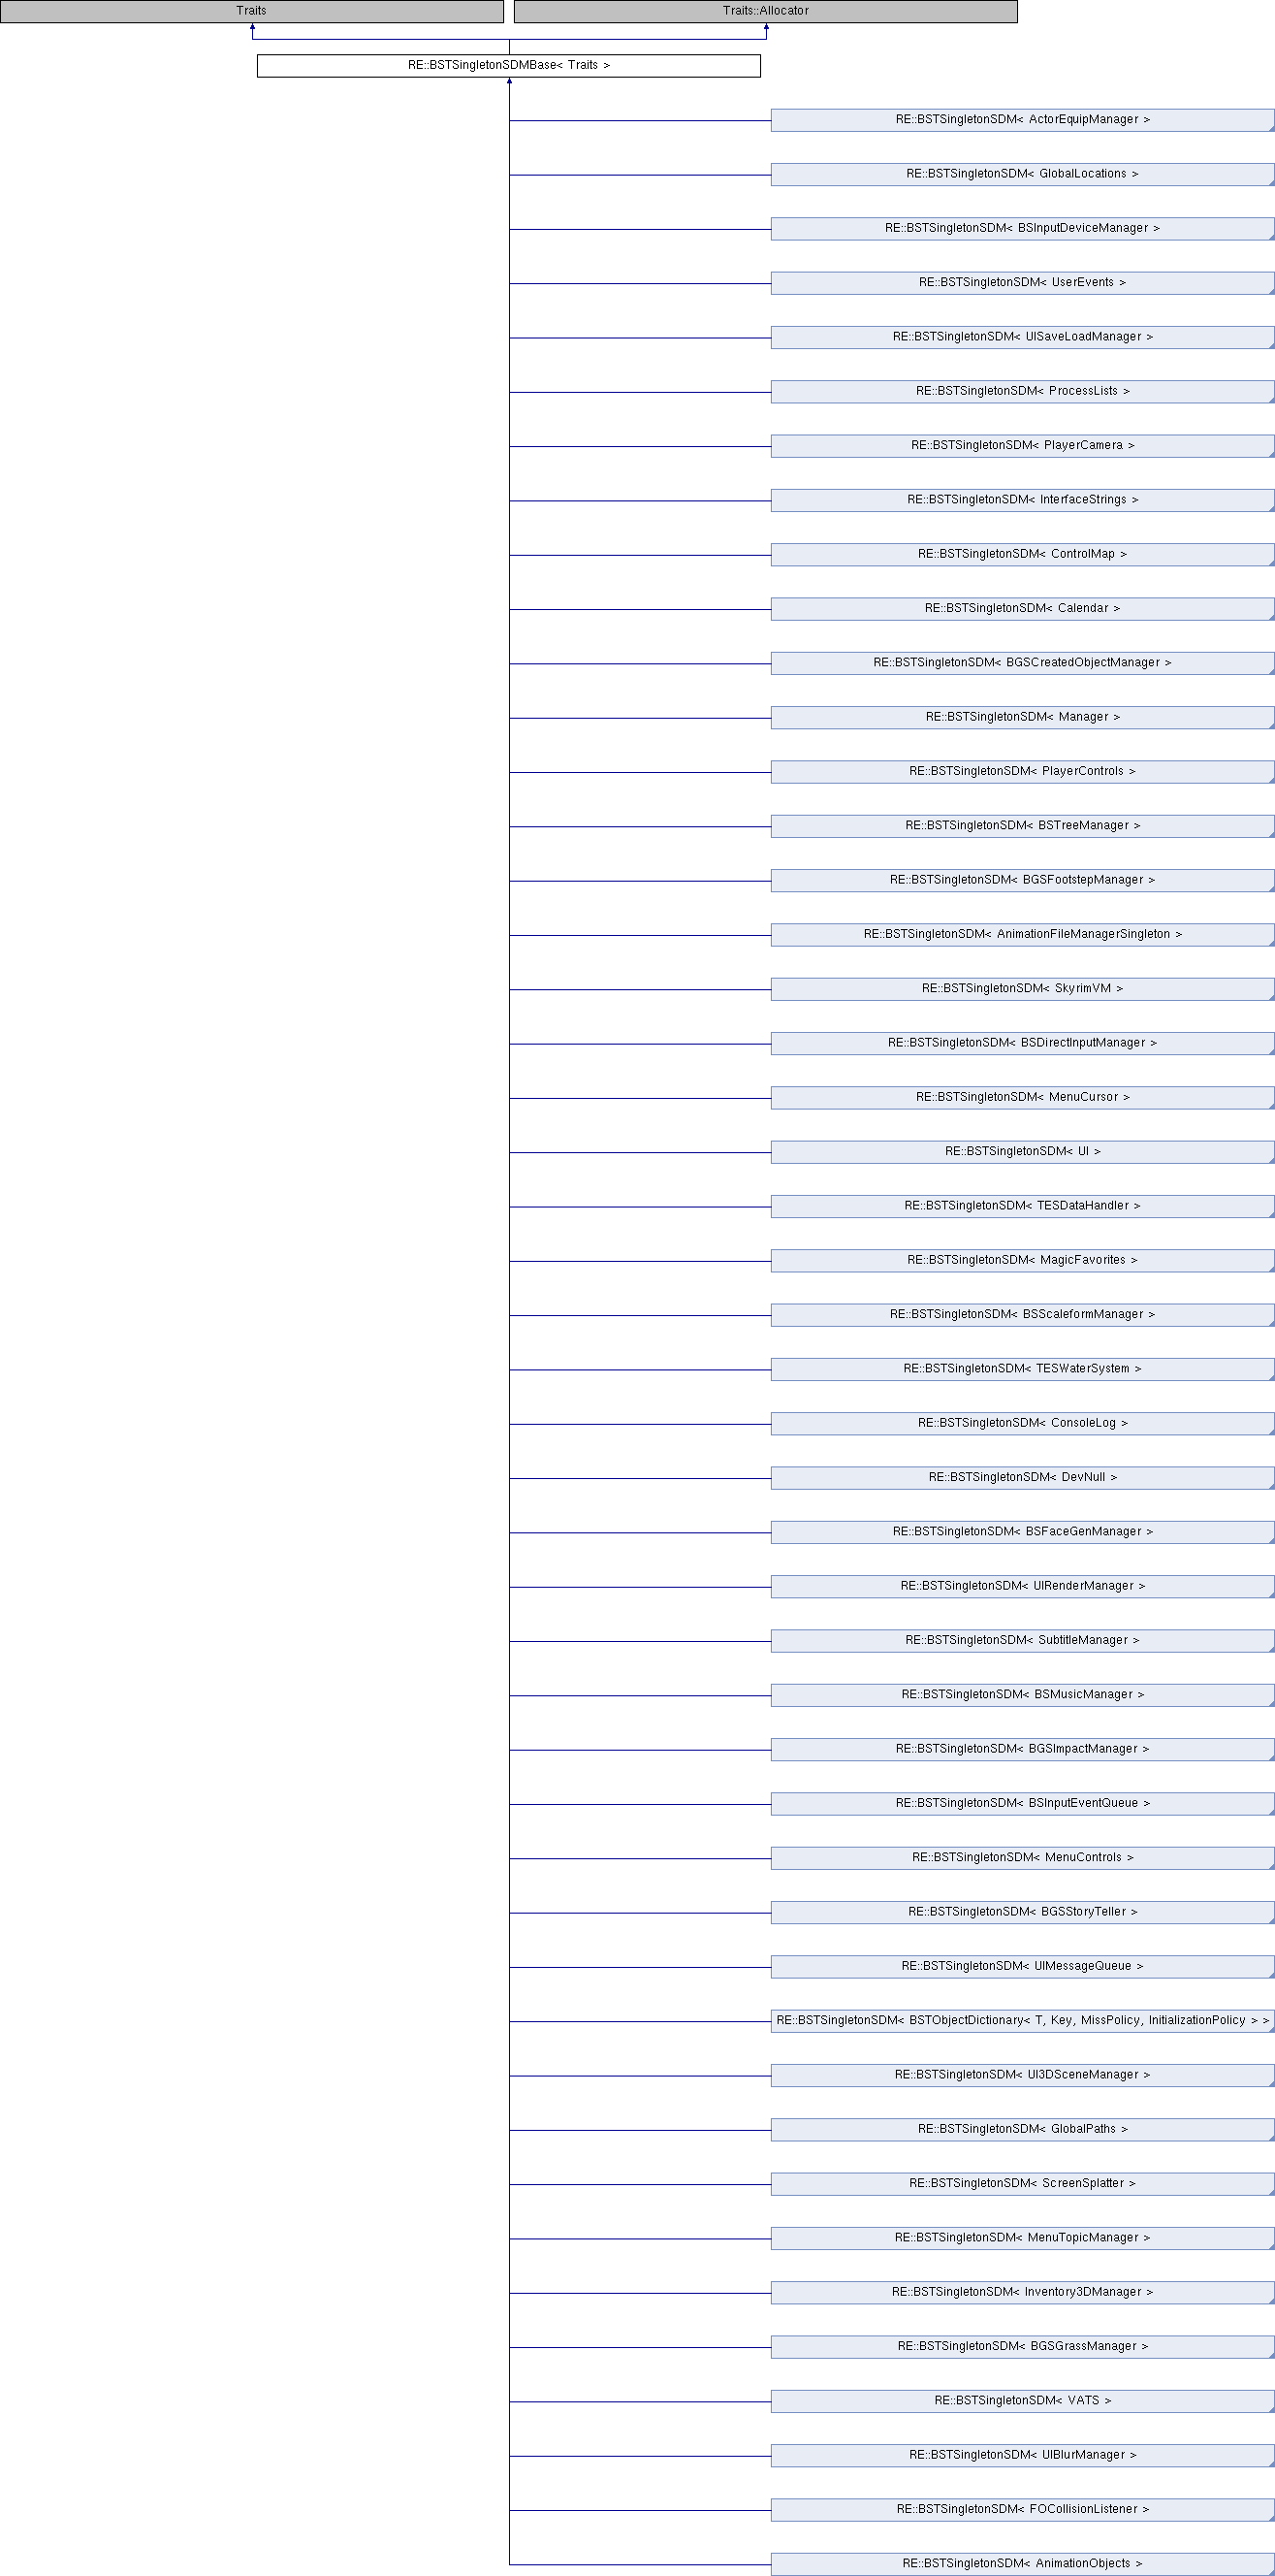 Traits
Traits::Allocator
RE::BSTSingletonSDMBase< Traits >
RE::BSTSingletonSDM< ActorEquipManager >
RE::BSTSingletonSDM< GlobalLocations >
RE::BSTSingletonSDM< BSInputDeviceManager >
RE::BSTSingletonSDM< UserEvents >
RE::BSTSingletonSDM< UISaveLoadManager >
RE::BSTSingletonSDM< ProcessLists >
RE::BSTSingletonSDM< PlayerCamera >
RE::BSTSingletonSDM< InterfaceStrings >
RE::BSTSingletonSDM< ControlMap >
RE::BSTSingletonSDM< Calendar >
RE::BSTSingletonSDM< BGSCreatedObjectManager >
RE::BSTSingletonSDM< Manager >
RE::BSTSingletonSDM< PlayerControls >
RE::BSTSingletonSDM< BSTreeManager >
RE::BSTSingletonSDM< BGSFootstepManager >
RE::BSTSingletonSDM< AnimationFileManagerSingleton >
RE::BSTSingletonSDM< SkyrimVM >
RE::BSTSingletonSDM< BSDirectInputManager >
RE::BSTSingletonSDM< MenuCursor >
RE::BSTSingletonSDM< UI >
RE::BSTSingletonSDM< TESDataHandler >
RE::BSTSingletonSDM< MagicFavorites >
RE::BSTSingletonSDM< BSScaleformManager >
RE::BSTSingletonSDM< TESWaterSystem >
RE::BSTSingletonSDM< ConsoleLog >
RE::BSTSingletonSDM< DevNull >
RE::BSTSingletonSDM< BSFaceGenManager >
RE::BSTSingletonSDM< UIRenderManager >
RE::BSTSingletonSDM< SubtitleManager >
RE::BSTSingletonSDM< BSMusicManager >
RE::BSTSingletonSDM< BGSImpactManager >
RE::BSTSingletonSDM< BSInputEventQueue >
RE::BSTSingletonSDM< MenuControls >
RE::BSTSingletonSDM< BGSStoryTeller >
RE::BSTSingletonSDM< UIMessageQueue >
RE::BSTSingletonSDM< BSTObjectDictionary< T, Key, MissPolicy, InitializationPolicy > >
RE::BSTSingletonSDM< UI3DSceneManager >
RE::BSTSingletonSDM< GlobalPaths >
RE::BSTSingletonSDM< ScreenSplatter >
RE::BSTSingletonSDM< MenuTopicManager >
RE::BSTSingletonSDM< Inventory3DManager >
RE::BSTSingletonSDM< BGSGrassManager >
RE::BSTSingletonSDM< VATS >
RE::BSTSingletonSDM< UIBlurManager >
RE::BSTSingletonSDM< FOCollisionListener >
RE::BSTSingletonSDM< AnimationObjects >